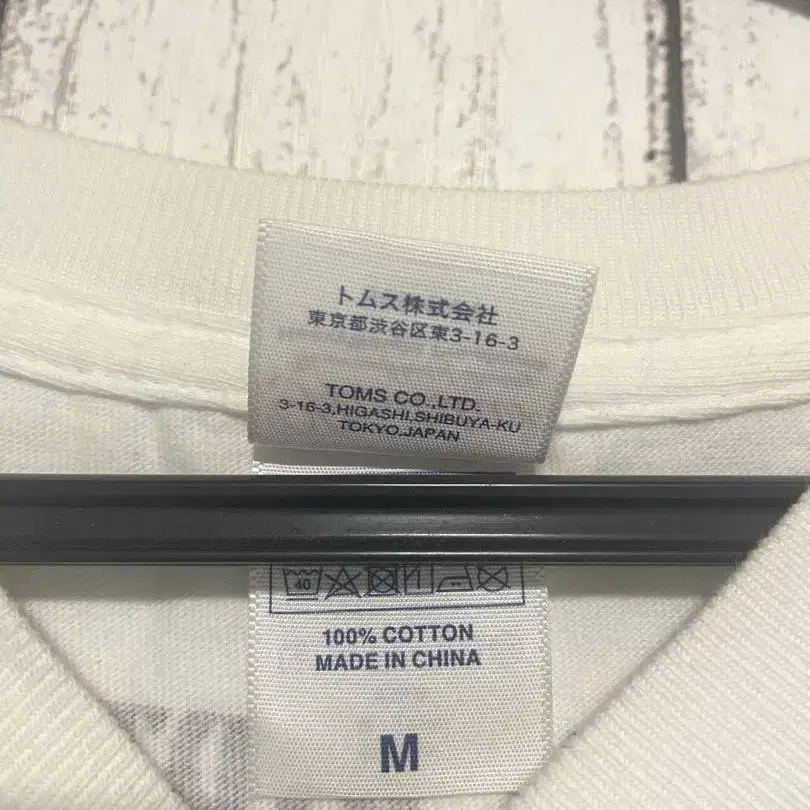 トムス株式会社
東京都渋谷区東3-16-3
TOMS CO.,LTD.
3-16-3,HIGASHI,SHIBUYA-KU
TOKYO,JAPAN
40
100% COTTON
MADE IN CHINA
M